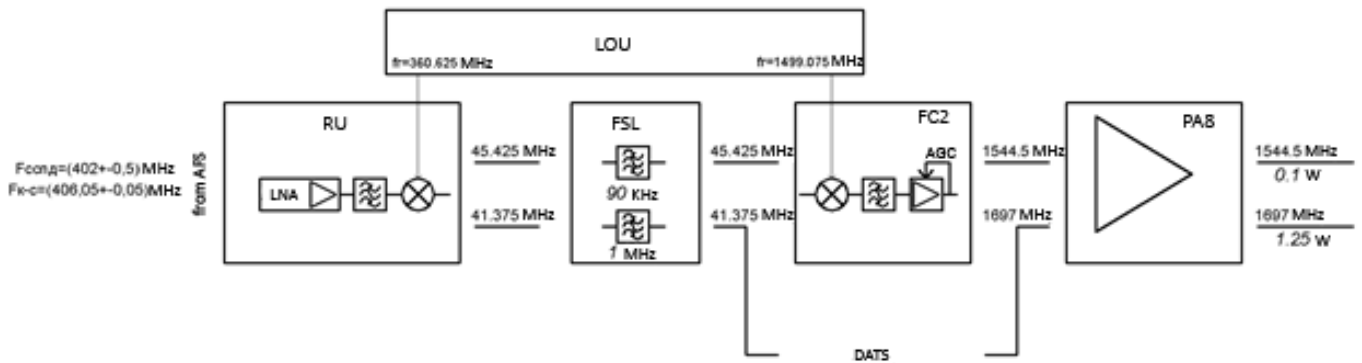 LOU
fr=360.625 MHz
fr=1499.075 MHz
RU
FSL
FC2
PA8
Fсопд=(402+-0,5) MHz
Fк-с=(406,05+-0,05)MHz
from AFS
LNA
45.425 MHz
41.375 MHz
90 KHz
1 MHz
45.425 MHz
41.375 MHz
AGC
1544.5 MHz
1697 MHz
1544.5 MHz
0.1 W
1697 MHz
1.25 W
DATS